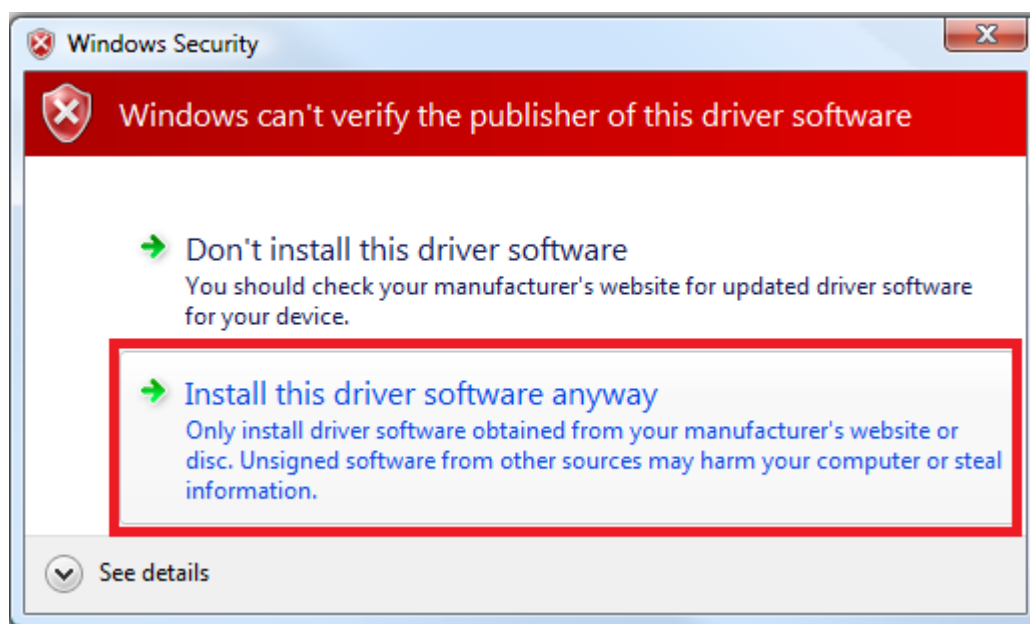 Windows Security
Windows can't verify the publisher of this driver software
Don't install this driver software
You should check your manufacturer's website for updated driver software
for your device.
Install this driver software anyway
Only install driver software obtained from your manufacturer's website or
disc. Unsigned software from other sources may harm your computer or steal
information.
See details